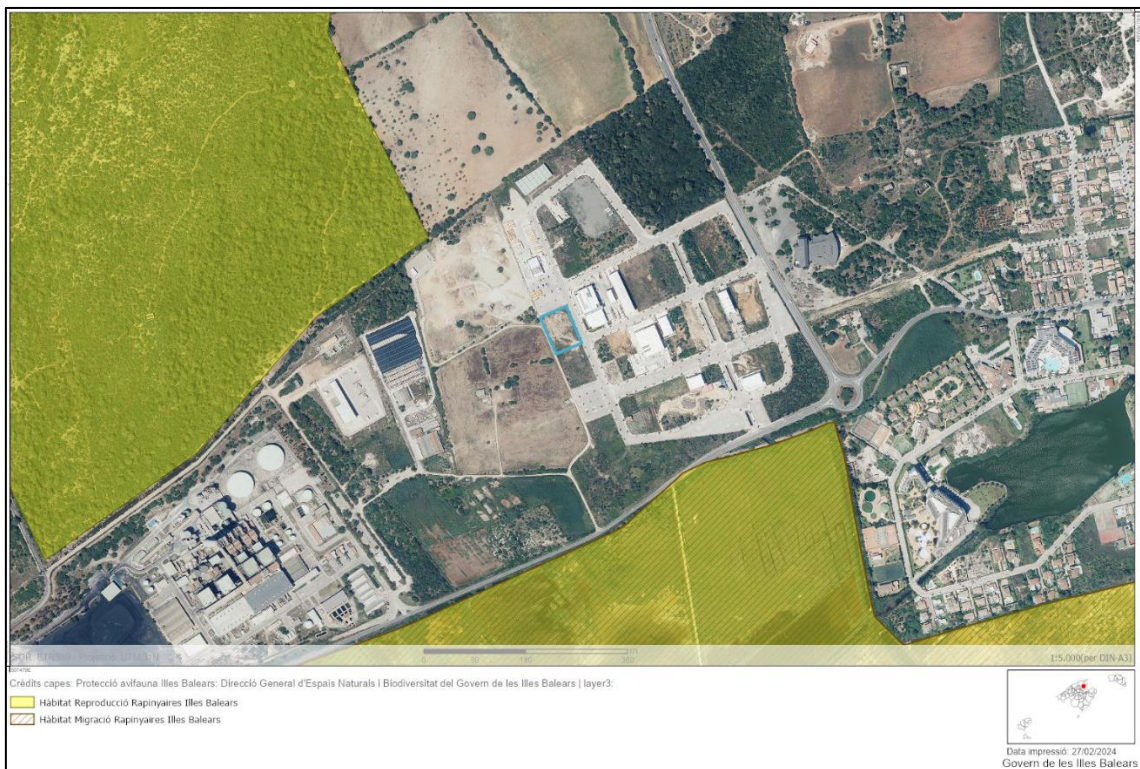 1:5.000(per DIN-A3)
Crèdits capes: Protecció avifauna Illes Balears: Direcció General d'Espais Naturals i Biodiversitat del Govern de les Illes Balears | layer3:
Hàbitat Reproducció Rapinyaires Illes Balears
Hàbitat Migració Rapinyaires Illes Balears
Data impressió: 27/02/2024
Govern de les Illes Balears